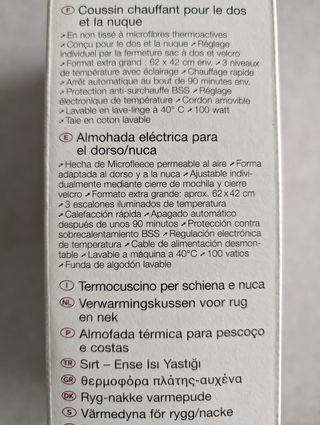 F Coussin chauffant pour le dos
et la nuque
↗ En non tissé à microfibres thermoactives
↗ Conçu pour le dos et la nuque ↗ Réglage
individuel par la fermeture sac à dos et velcro
↗ Format extra grand : 62 x 42 cm env. ↗ 3 niveaux
de température avec éclairage ↗ Chauffage rapide
↗ Arrêt automatique au bout de 90 minutes env.
↗ Protection anti-surchauffe BSS ↗ Réglage
électronique de température ↗ Cordon amovible
↗ Lavable en lave-linge à 40° C ↗ 100 watt
↗ Taie en coton lavable
E Almohada eléctrica para
el dorso/nuca
↗ Hecha de Microfleece permeable al aire ↗ Forma
adaptada al dorso y a la nuca ↗ Ajustable indivi-
dualmente mediante cierre de mochila y cierre
velcro ↗ Formato extra grande: aprox. 62 x 42 cm
↗ 3 escalones iluminados de temperatura
↗ Calefacción rápida ↗ Apagado automático
después de unos 90 minutos ↗ Protección contra
sobrecalentamiento BSS ↗ Regulación electrónica
de temperatura ↗ Cable de alimentación desmon-
table ↗ Lavable a máquina a 40°C ↗ 100 vatios
↗ Funda de algodón lavable
I Termocuscino per schiena e nuca
NL Verwarmingskussen voor rug
en nek
P Almofada térmica para pescoço
e costas
TR Sırt - Ense Isı Yastığı
GR θερμοφόρα πλάτης-αυχένα
DK Ryg-nakke varmepude
S Värmedyna för rygg/nacke